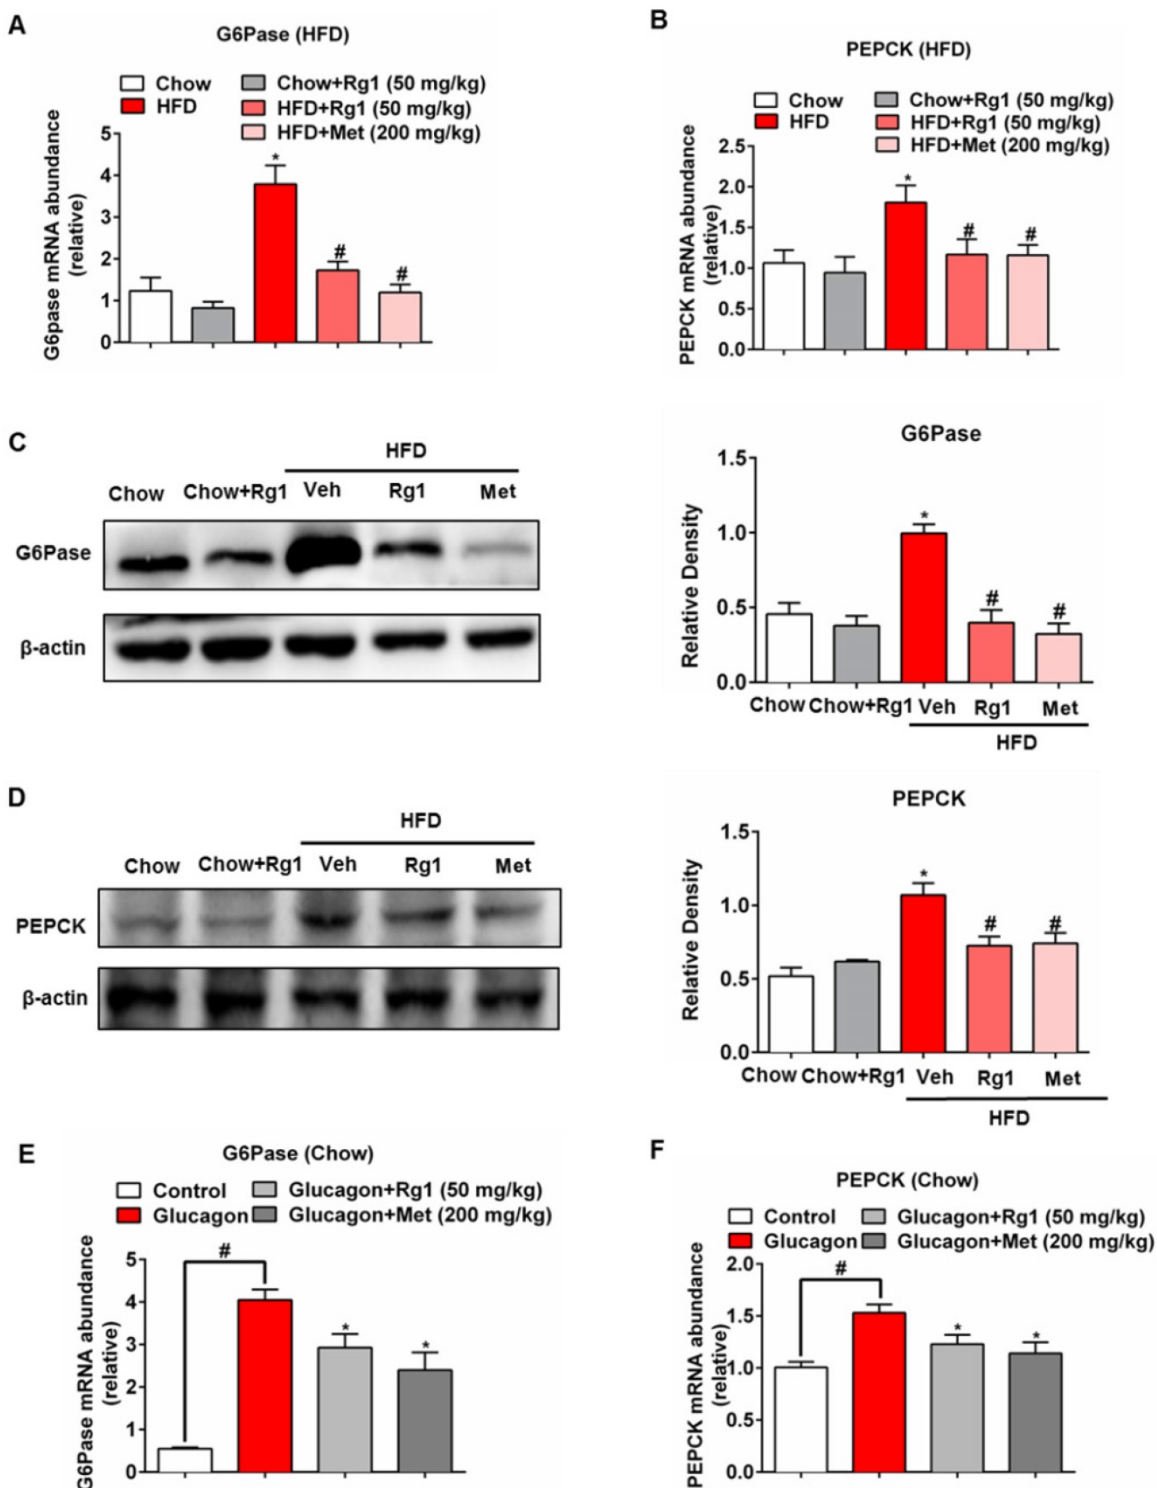 A
G6Pase (HFD)
Chow
Chow+Rg1 (50 mg/kg)
HFD
HFD+Rg1 (50 mg/kg)
HFD+Met (200 mg/kg)
G6pase mRNA abundance
(relative)
5
4
3
2
1
0
*
#
#
B
PEPCK (HFD)
Chow
Chow+Rg1 (50 mg/kg)
HFD
HFD+Rg1 (50 mg/kg)
HFD+Met (200 mg/kg)
PEPCK mRNA abundance
(relative)
2.5
2.0
1.5
1.0
0.5
0.0
*
#
#
C
HFD
Chow Chow+Rg1 Veh Rg1 Met
G6Pase
β-actin
G6Pase
Relative Density
1.5
1.0
0.5
0.0
*
#
#
Chow Chow+Rg1 Veh Rg1 Met
HFD
D
HFD
Chow Chow+Rg1 Veh Rg1 Met
PEPCK
β-actin
PEPCK
Relative Density
1.5
1.0
0.5
0.0
*
#
#
Chow Chow+Rg1 Veh Rg1 Met
HFD
E
G6Pase (Chow)
Control
Glucagon+Rg1 (50 mg/kg)
Glucagon
Glucagon+Met (200 mg/kg)
G6Pase mRNA abundance
(relative)
5
4
3
2
1
0
#
*
*
F
PEPCK (Chow)
Control
Glucagon+Rg1 (50 mg/kg)
Glucagon
Glucagon+Met (200 mg/kg)
PEPCK mRNA abundance
(relative)
2.0
1.5
1.0
0.5
0.0
#
*
*